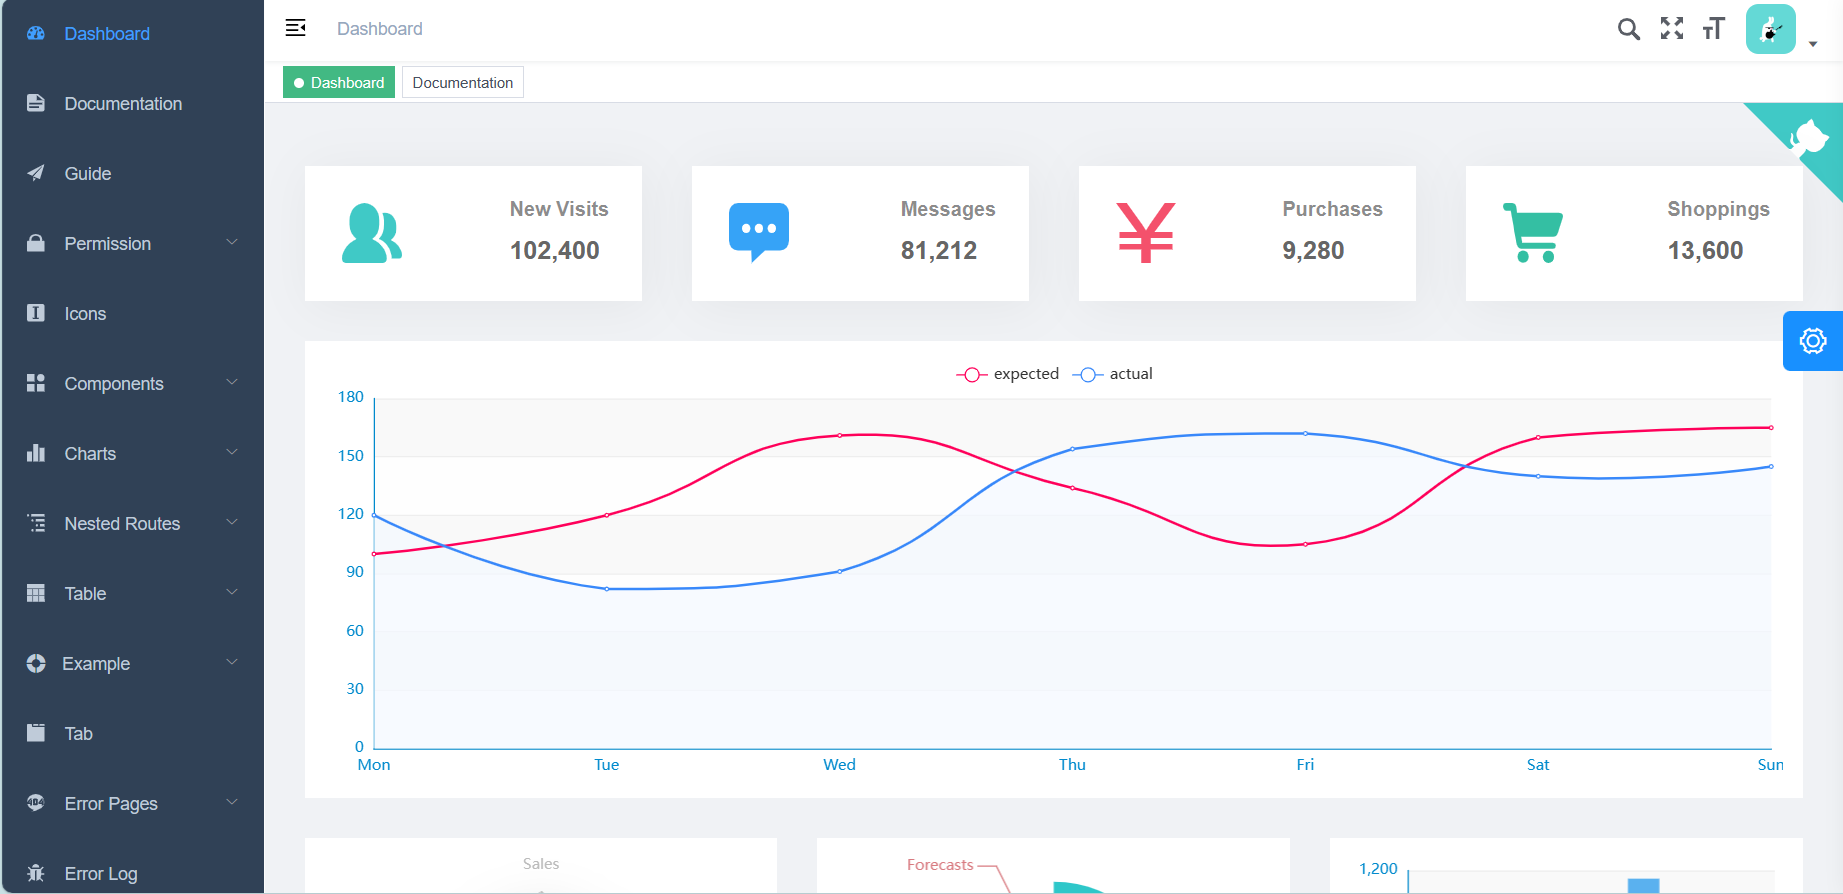 Dashboard
Documentation
Guide
Permission
Icons
Components
Charts
Nested Routes
Table
Example
Tab
404
Error Pages
Error Log
Dashboard
Dashboard
Documentation
New Visits
102,400
Messages
81,212
¥
Purchases
9,280
Shoppings
13,600
expected
actual
180
150
120
90
60
30
0
Mon
Tue
Wed
Thu
Fri
Sat
Sun
Sales
Forecasts
1,200